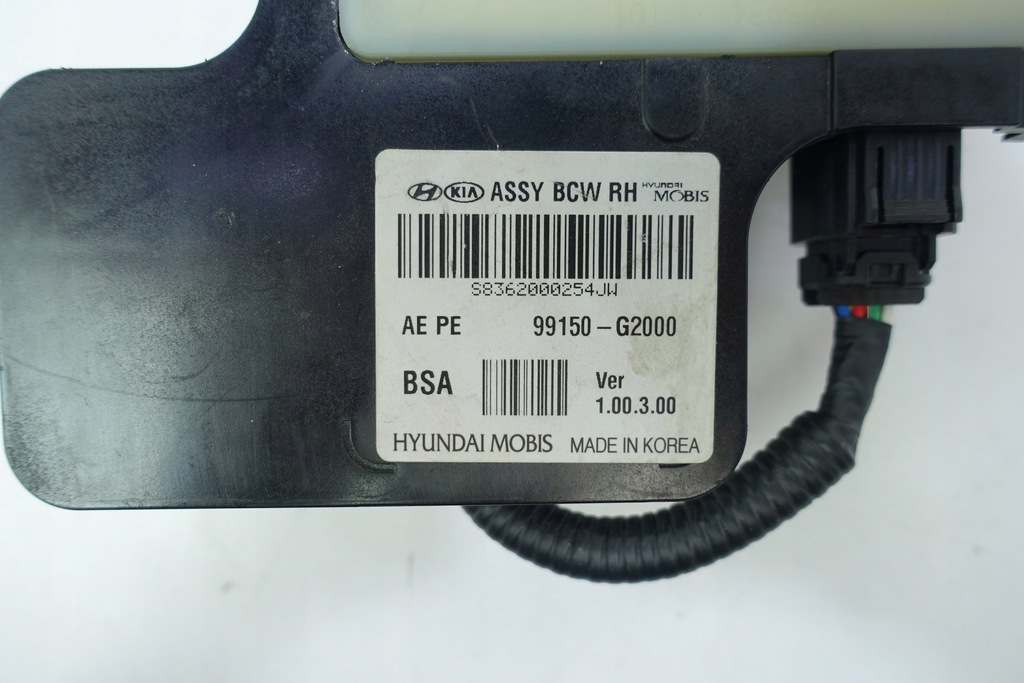 KIA ASSY BCW RH HYUNDAI MOBIS
S8362000254JW
AE PE 99150-G2000
BSA Ver 1.00.3.00
HYUNDAI MOBIS MADE IN KOREA